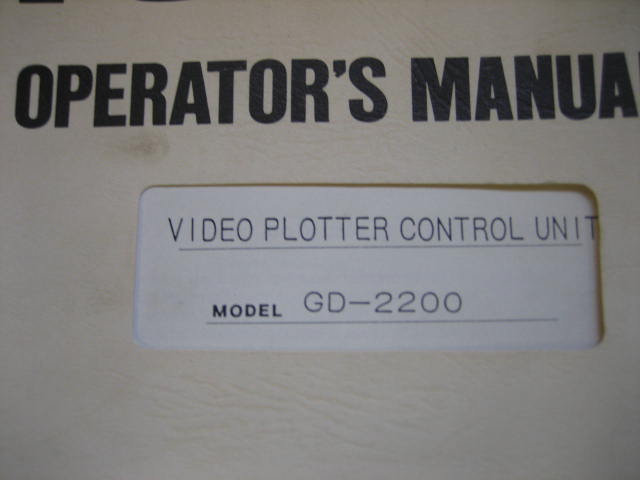 OPERATOR'S MANUA
VIDEO PLOTTER CONTROL UNIT
MODEL GD-2200